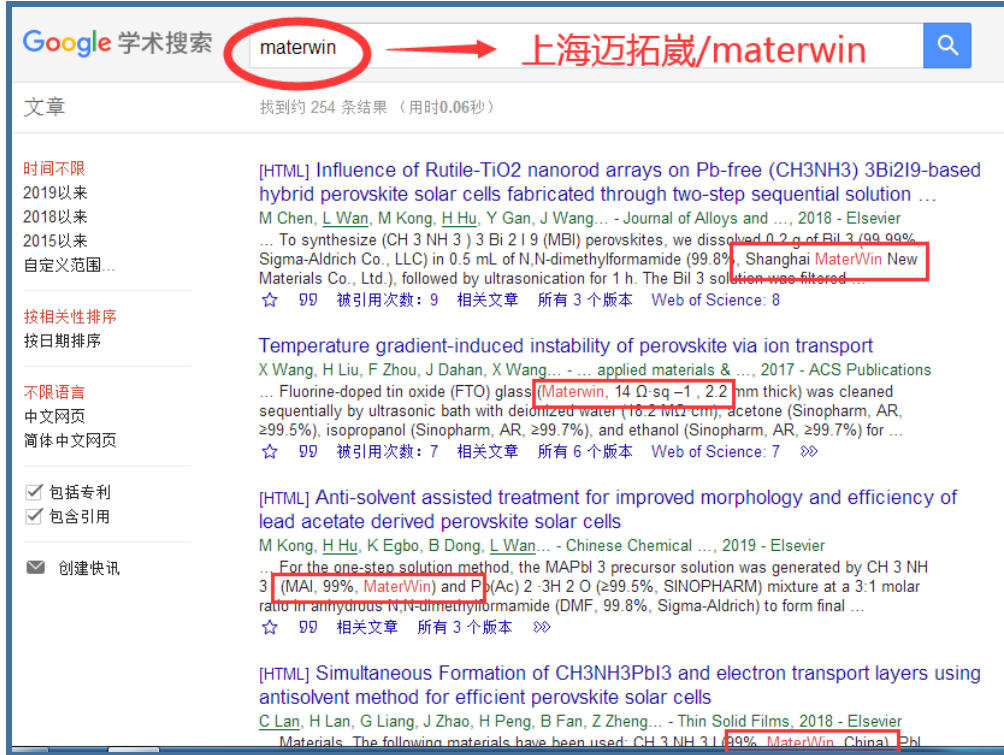 Google 学术搜索
materwin
上海迈拓崴/materwin
文章
找到约 254 条结果 （用时0.06秒）
时间不限
2019以来
2018以来
2015以来
自定义范围...
按相关性排序
按日期排序
不限语言
中文网页
简体中文网页
包括专利
包含引用
创建快讯
[HTML] Influence of Rutile-TiO2 nanorod arrays on Pb-free (CH3NH3) 3Bi2I9-based
hybrid perovskite solar cells fabricated through two-step sequential solution …
M Chen, L Wan, M Kong, H Hu, Y Gan, J Wang... - Journal of Alloys and …, 2018 - Elsevier
… To synthesize (CH 3 NH 3 ) 3 Bi 2 I 9 (MBI) perovskites, we dissolved 0.2 g of BiI 3 (99.99%,
Sigma-Aldrich Co., LLC) in 0.5 mL of N,N-dimethylformamide (99.8%, Shanghai MaterWin New
Materials Co., Ltd.), followed by ultrasonication for 1 h. The BiI 3 solution was filtered …
被引用次数：9 相关文章 所有 3 个版本 Web of Science: 8
Temperature gradient-induced instability of perovskite via ion transport
X Wang, H Liu, F Zhou, J Dahan, X Wang... - … applied materials & …, 2017 - ACS Publications
… Fluorine-doped tin oxide (FTO) glass (Materwin, 14 Ω·sq –1 , 2.2 mm thick) was cleaned
sequentially by ultrasonic bath with deionized water (18.2 MΩ·cm), acetone (Sinopharm, AR,
≥99.5%), isopropanol (Sinopharm, AR, ≥99.7%), and ethanol (Sinopharm, AR, ≥99.7%) for …
被引用次数：7 相关文章 所有 6 个版本 Web of Science: 7
[HTML] Anti-solvent assisted treatment for improved morphology and efficiency of
lead acetate derived perovskite solar cells
M Kong, H Hu, K Egbo, B Dong, L Wan... - Chinese Chemical …, 2019 - Elsevier
… For the one-step solution method, the MAPbI 3 precursor solution was generated by CH 3 NH
3 (MAI, 99%, MaterWin) and Pb(Ac) 2 ·3H 2 O (≥99.5%, SINOPHARM) mixture at a 3:1 molar
ratio in anhydrous N,N-dimethylformamide (DMF, 99.8%, Sigma-Aldrich) to form final …
相关文章 所有 3 个版本
[HTML] Simultaneous Formation of CH3NH3PbI3 and electron transport layers using
antisolvent method for efficient perovskite solar cells
C Lan, H Lan, G Liang, J Zhao, H Peng, B Fan, Z Zheng... - Thin Solid Films, 2018 - Elsevier
Materials. The following materials have been used: CH 3 NH 3 I (99%, MaterWin, China), PbI